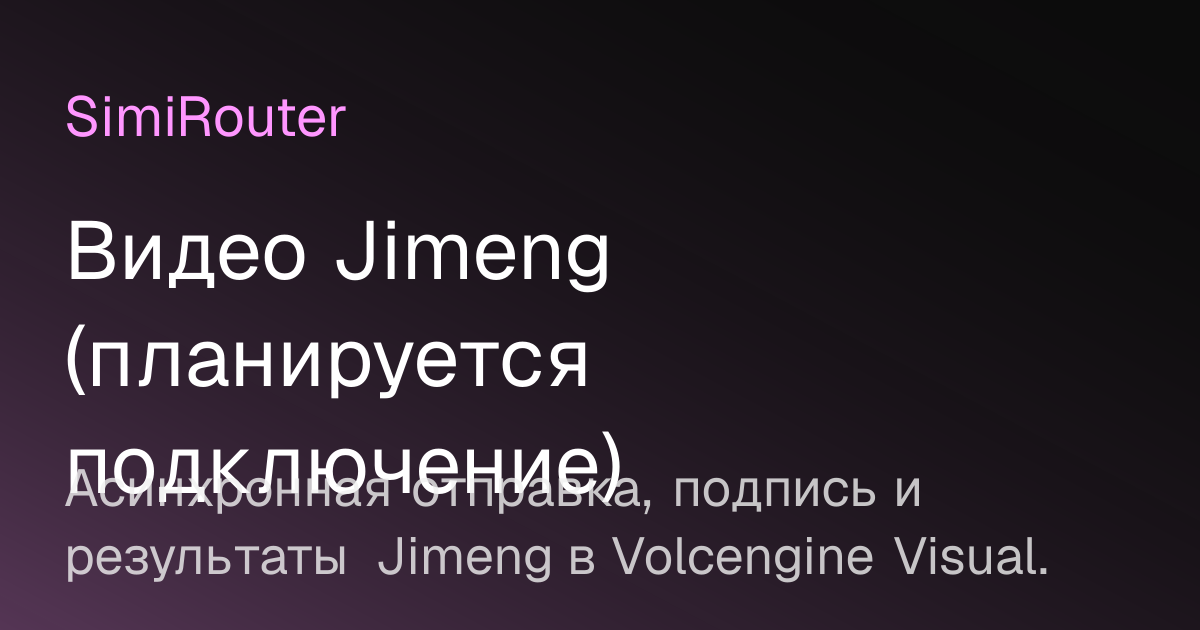 SimiRouter
Видео Jimeng
(планируется
подключение)
Асинхронная отправка, подпись и
результаты Jimeng в Volcengine Visual.